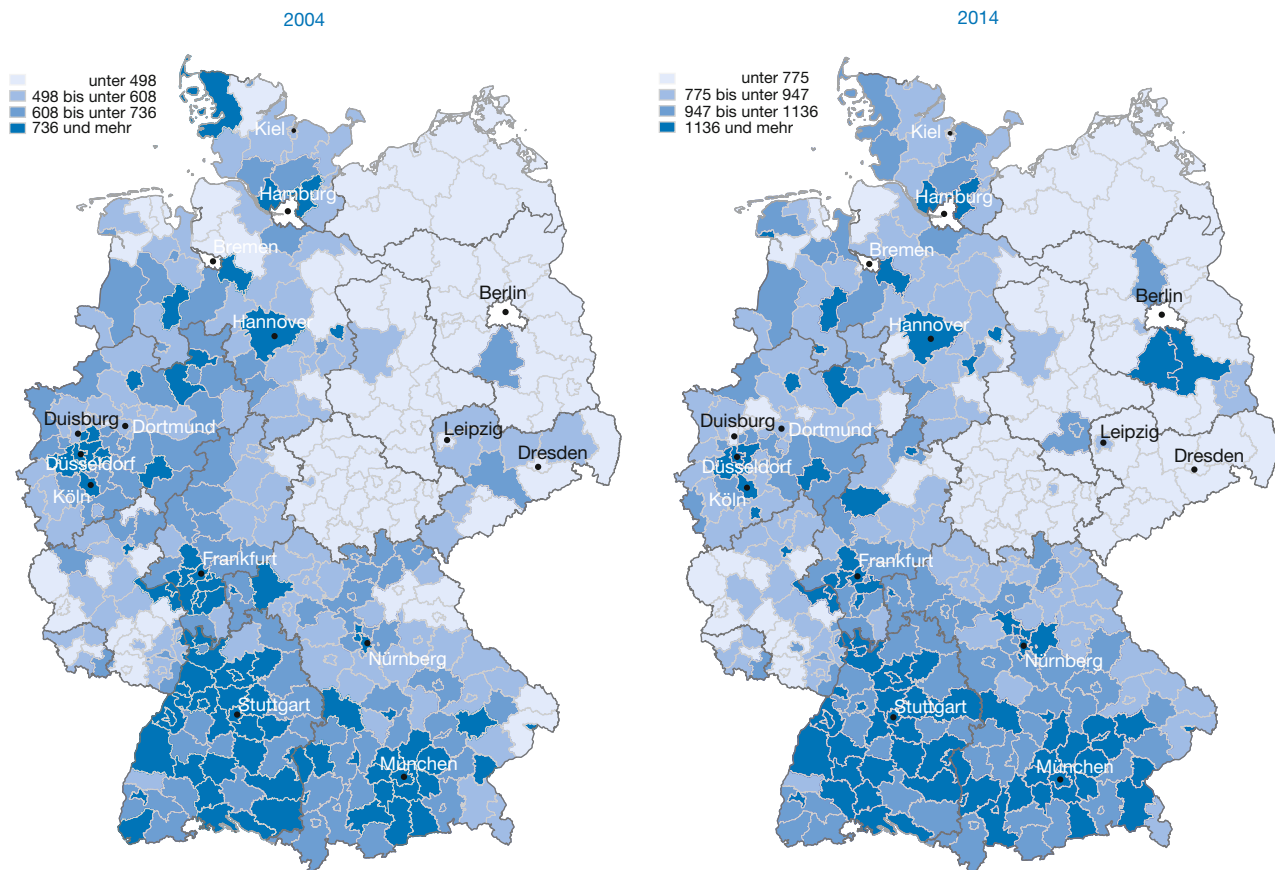 2004
unter 498
498 bis unter 608
608 bis unter 736
736 und mehr
Kiel
Hamburg
Bremen
Berlin
Hannover
Duisburg
Dortmund
Leipzig
Düsseldorf
Dresden
Köln
Frankfurt
Nürnberg
Stuttgart
München
2014
unter 775
775 bis unter 947
947 bis unter 1136
1136 und mehr
Kiel
Hamburg
Bremen
Berlin
Hannover
Duisburg
Dortmund
Leipzig
Düsseldorf
Dresden
Köln
Frankfurt
Nürnberg
Stuttgart
München